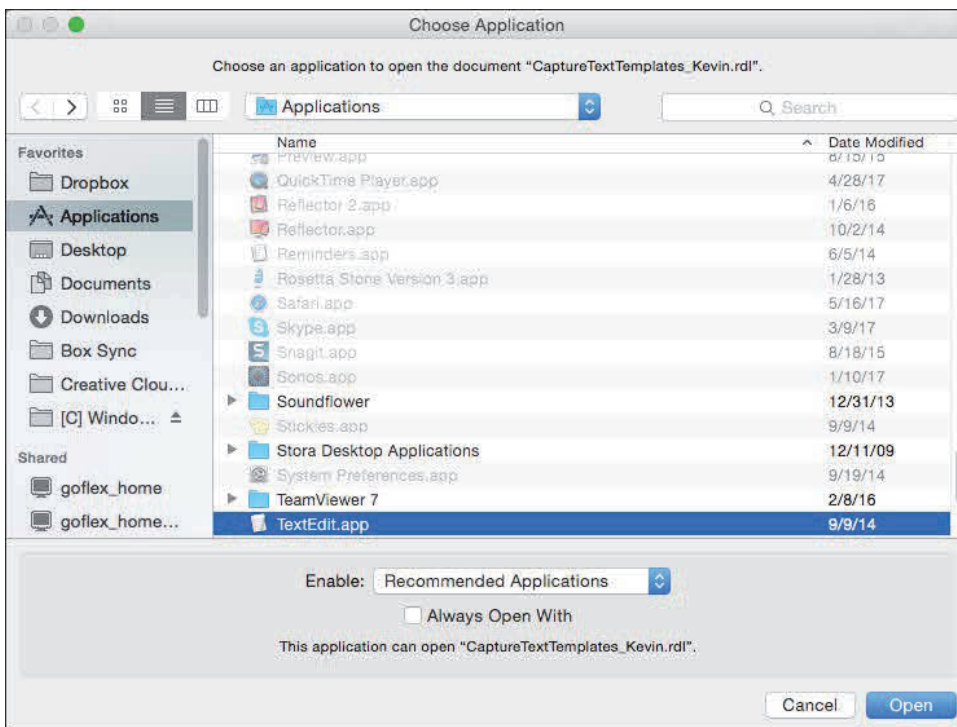 Choose Application
Choose an application to open the document “CaptureTextTemplates_Kevin.rdl”.
Applications
Search
Favorites
Dropbox
Applications
Desktop
Documents
Downloads
Box Sync
Creative Clou...
[C] Windo...
Shared
goflex_home
goflex_home...
Name Date Modified
Preview.app 8/15/15
QuickTime Player.app 4/28/17
Reflector 2.app 1/6/16
Reflector.app 10/2/14
Reminders.app 6/5/14
Rosetta Stone Version 3.app 1/28/13
Safari.app 5/16/17
Skype.app 3/9/17
Snagit.app 8/18/15
Sonos.app 1/10/17
Soundflower 12/31/13
Stickies.app 9/9/14
Stora Desktop Applications 12/11/09
System Preferences.app 9/19/14
TeamViewer 7 2/8/16
TextEdit.app 9/9/14
Enable: Recommended Applications
Always Open With
This application can open “CaptureTextTemplates_Kevin.rdl”.
Cancel Open